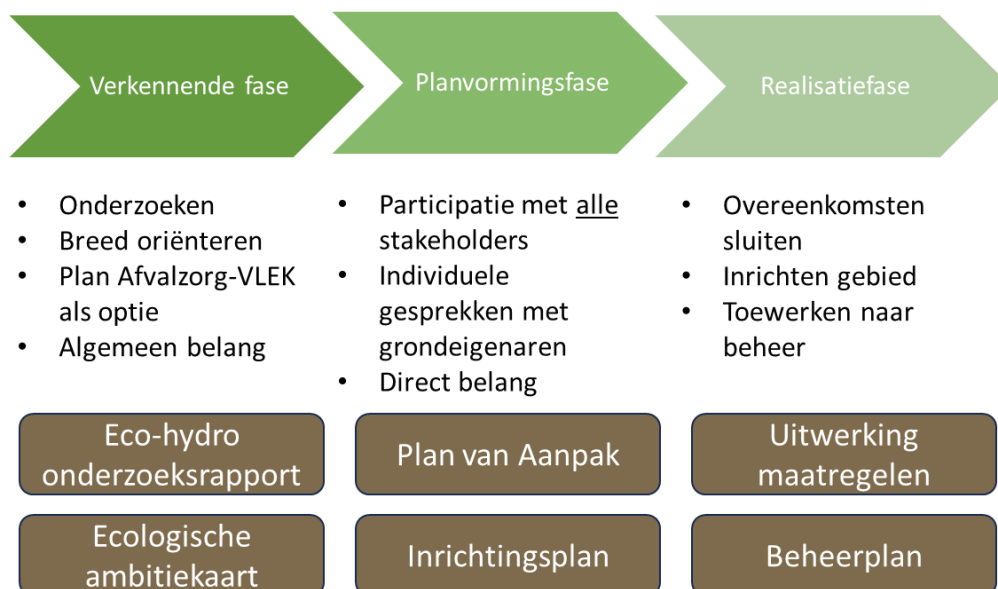 Verkennende fase
Planvormingsfase
Realisatiefase
• Onderzoeken
• Breed oriënteren
• Plan Afvalzorg-VLEK
als optie
• Algemeen belang
• Participatie met alle
stakeholders
• Individuele
gesprekken met
grondeigenaren
• Direct belang
• Overeenkomsten
sluiten
• Inrichten gebied
• Toewerken naar
beheer
Eco-hydro
onderzoeksrapport
Plan van Aanpak
Uitwerking
maatregelen
Ecologische
ambitiekaart
Inrichtingsplan
Beheerplan